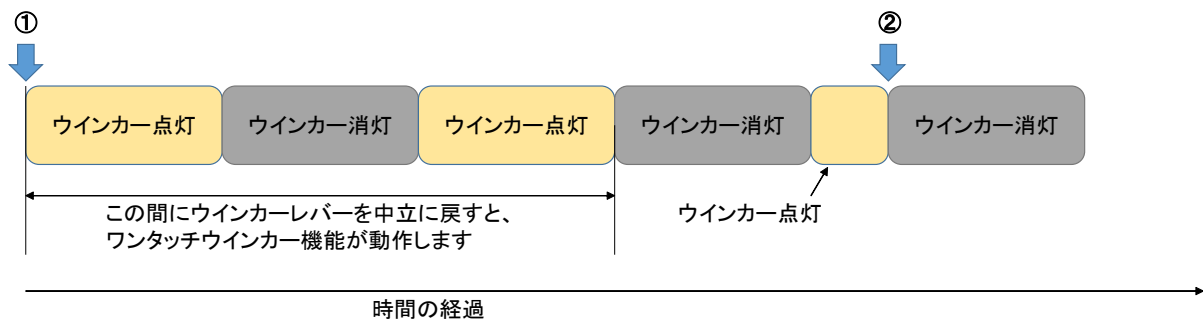 ①
②
ウインカー点灯
ウインカー消灯
ウインカー点灯
ウインカー消灯
ウインカー消灯
この間にウインカーレバーを中立に戻すと、
ワンタッチウインカー機能が動作します
ウインカー点灯
時間の経過